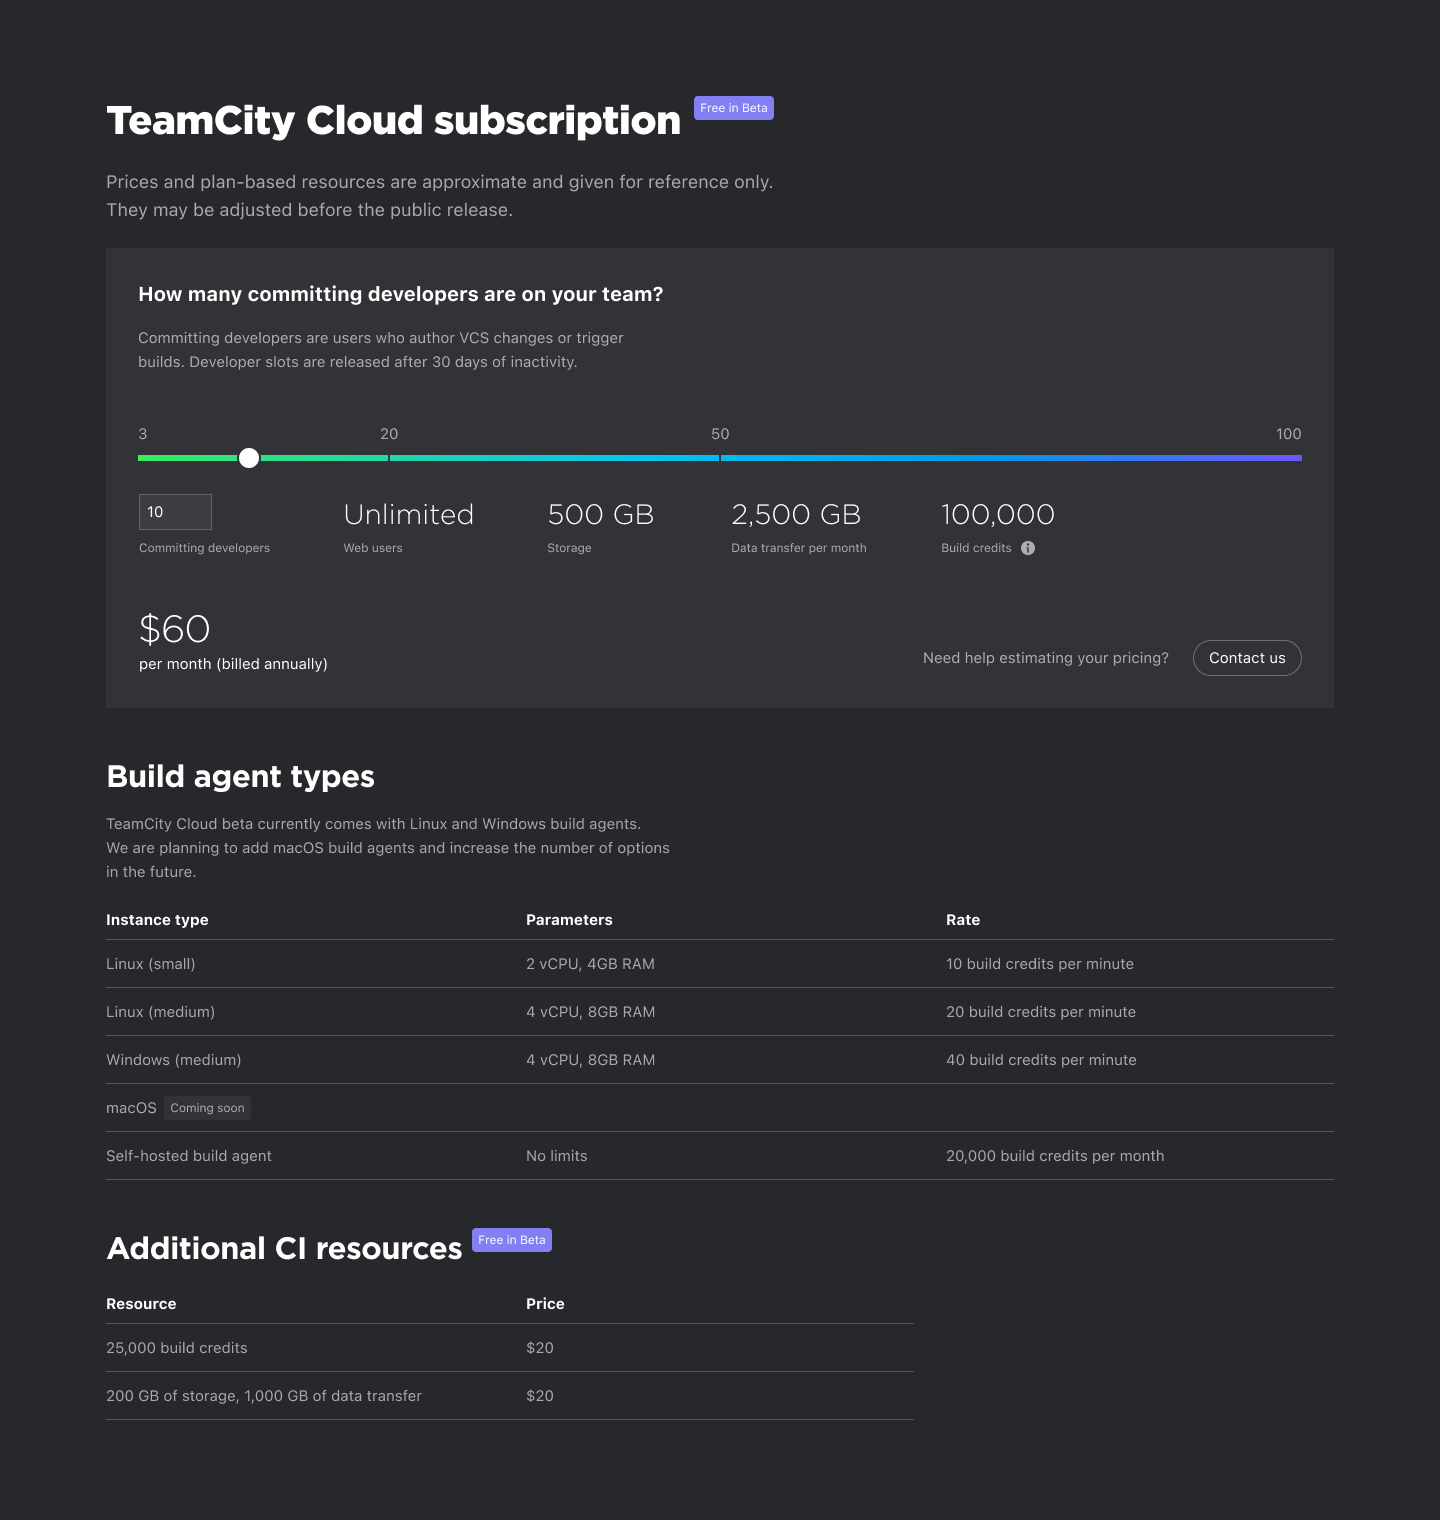 TeamCity Cloud subscription Free in Beta
Prices and plan-based resources are approximate and given for reference only.
They may be adjusted before the public release.
How many committing developers are on your team?
Committing developers are users who author VCS changes or trigger
builds. Developer slots are released after 30 days of inactivity.
3 20 50 100
10 Unlimited 500 GB 2,500 GB 100,000
Committing developers Web users Storage Data transfer per month Build credits
$60
per month (billed annually)
Need help estimating your pricing? Contact us
Build agent types
TeamCity Cloud beta currently comes with Linux and Windows build agents.
We are planning to add macOS build agents and increase the number of options
in the future.
Instance type Parameters Rate
Linux (small) 2 vCPU, 4GB RAM 10 build credits per minute
Linux (medium) 4 vCPU, 8GB RAM 20 build credits per minute
Windows (medium) 4 vCPU, 8GB RAM 40 build credits per minute
macOS Coming soon
Self-hosted build agent No limits 20,000 build credits per month
Additional CI resources Free in Beta
Resource Price
25,000 build credits $20
200 GB of storage, 1,000 GB of data transfer $20